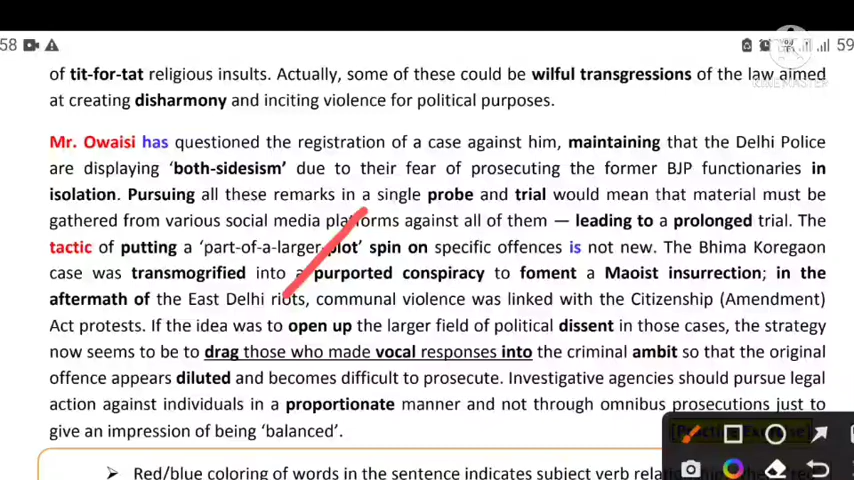 58
59
of tit-for-tat religious insults. Actually, some of these could be wilful transgressions of the law aimed
at creating disharmony and inciting violence for political purposes.
Mr. Owaisi has questioned the registration of a case against him, maintaining that the Delhi Police
are displaying ‘both-sidesism’ due to their fear of prosecuting the former BJP functionaries in
isolation. Pursuing all these remarks in a single probe and trial would mean that material must be
gathered from various social media platforms against all of them — leading to a prolonged trial. The
tactic of putting a ‘part-of-a-larger-plot’ spin on specific offences is not new. The Bhima Koregaon
case was transmogrified into a purported conspiracy to foment a Maoist insurrection; in the
aftermath of the East Delhi riots, communal violence was linked with the Citizenship (Amendment)
Act protests. If the idea was to open up the larger field of political dissent in those cases, the strategy
now seems to be to drag those who made vocal responses into the criminal ambit so that the original
offence appears diluted and becomes difficult to prosecute. Investigative agencies should pursue legal
action against individuals in a proportionate manner and not through omnibus prosecutions just to
give an impression of being ‘balanced’.
Red/blue coloring of words in the sentence indicates subject verb